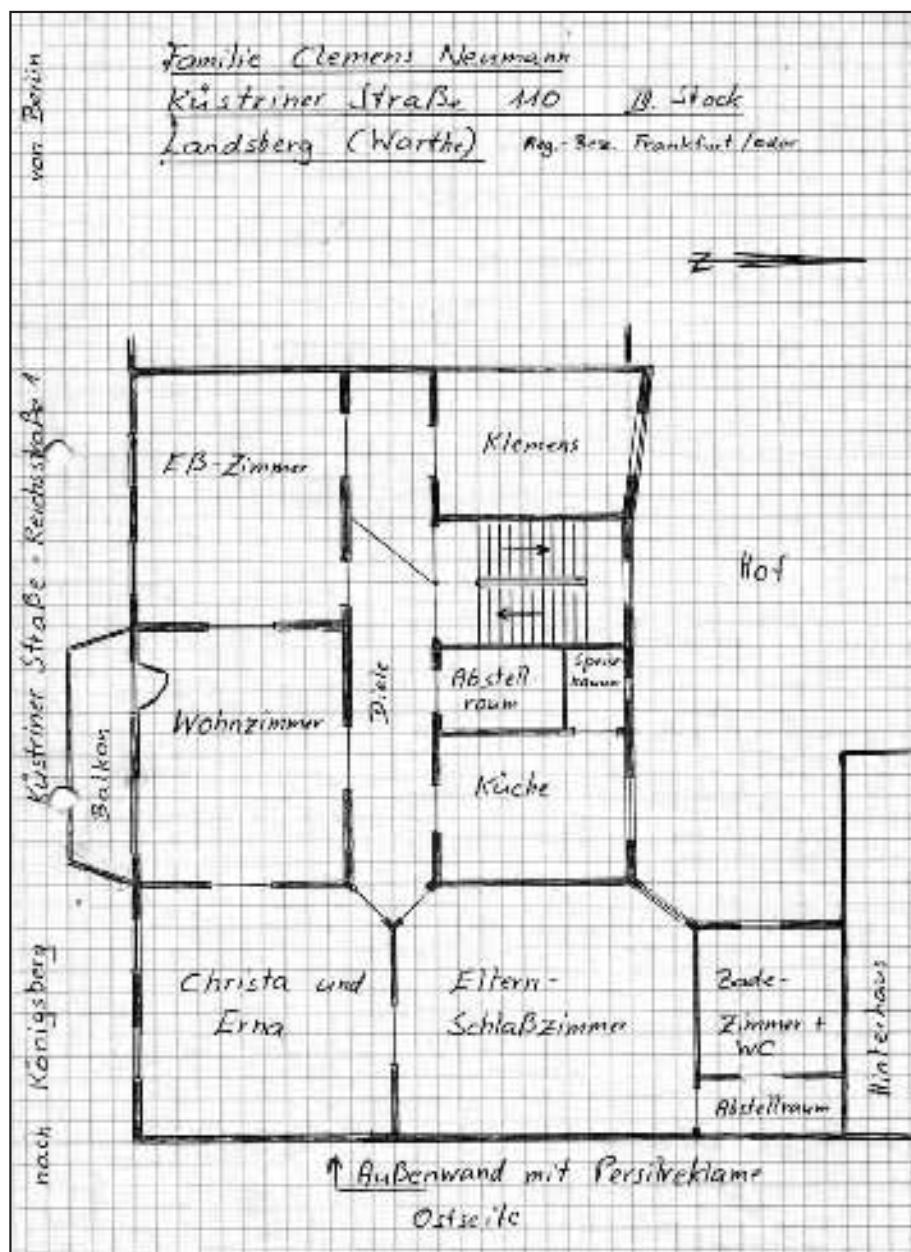 Familie Clemens Neumann
Küstriner Straße 110 Stock
Landsberg (Warthe) Reg.-Bez. Frankfurt/Oder
von Berlin
N
Küstriner Straße - Reichsstraße 1
nach Königsberg
Eß-Zimmer
Klemens
Hof
Balkon
Wohnzimmer
Diele
Abstell-
raum
Speise
Küche
Christa und
Erna
Eltern-
Schlafzimmer
Bade-
Zimmer +
WC
Abstellraum
Hinterhaus
↑ Außenwand mit Persilreklame
Ostseite